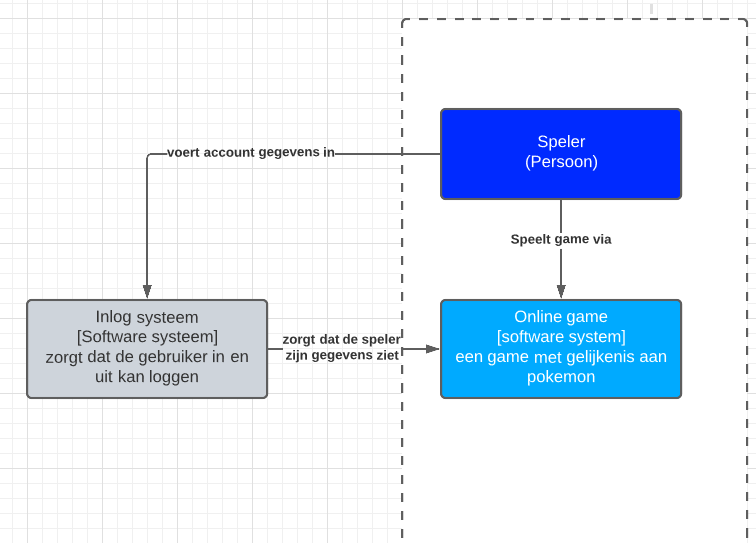 Speler
(Persoon)
voert account gegevens in
Speelt game via
Inlog systeem
[Software systeem]
zorgt dat de gebruiker in en
uit kan loggen
zorgt dat de speler
zijn gegevens ziet
Online game
[software system]
een game met gelijkenis aan
pokemon